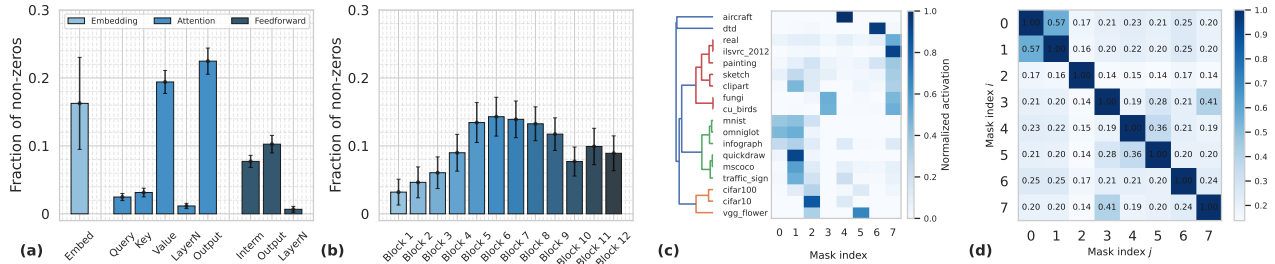 0.3
0.2
0.1
0
Fraction of non-zeros
Embedding Attention Feedforward
Embed
Query
Key
Value
LayerN
Output
Interm
Output
LayerN
(a)
0.3
0.2
0.1
0
Fraction of non-zeros
Block 1
Block 2
Block 3
Block 4
Block 5
Block 6
Block 7
Block 8
Block 9
Block 10
Block 11
Block 12
(b)
aircraft
dtd
real
ilsvrc_2012
painting
sketch
clipart
fungi
cu_birds
mnist
omniglot
infograph
quickdraw
mscoco
traffic_sign
cifar100
cifar10
vgg_flower
0 1 2 3 4 5 6 7
Mask index
1.0
0.8
0.6
0.4
0.2
0.0
Normalized activation
(c)
Mask index i
0 1.00 0.57 0.17 0.21 0.23 0.21 0.25 0.20
1 0.57 1.00 0.16 0.20 0.22 0.20 0.25 0.20
2 0.17 0.16 1.00 0.14 0.15 0.14 0.17 0.14
3 0.21 0.20 0.14 1.00 0.19 0.28 0.21 0.41
4 0.23 0.22 0.15 0.19 1.00 0.36 0.21 0.19
5 0.21 0.20 0.14 0.28 0.36 1.00 0.20 0.24
6 0.25 0.25 0.17 0.21 0.21 0.20 1.00 0.24
7 0.20 0.20 0.14 0.41 0.19 0.24 0.24 1.00
0 1 2 3 4 5 6 7
Mask index j
1.0
0.9
0.8
0.7
0.6
0.5
0.4
0.3
0.2
(d)